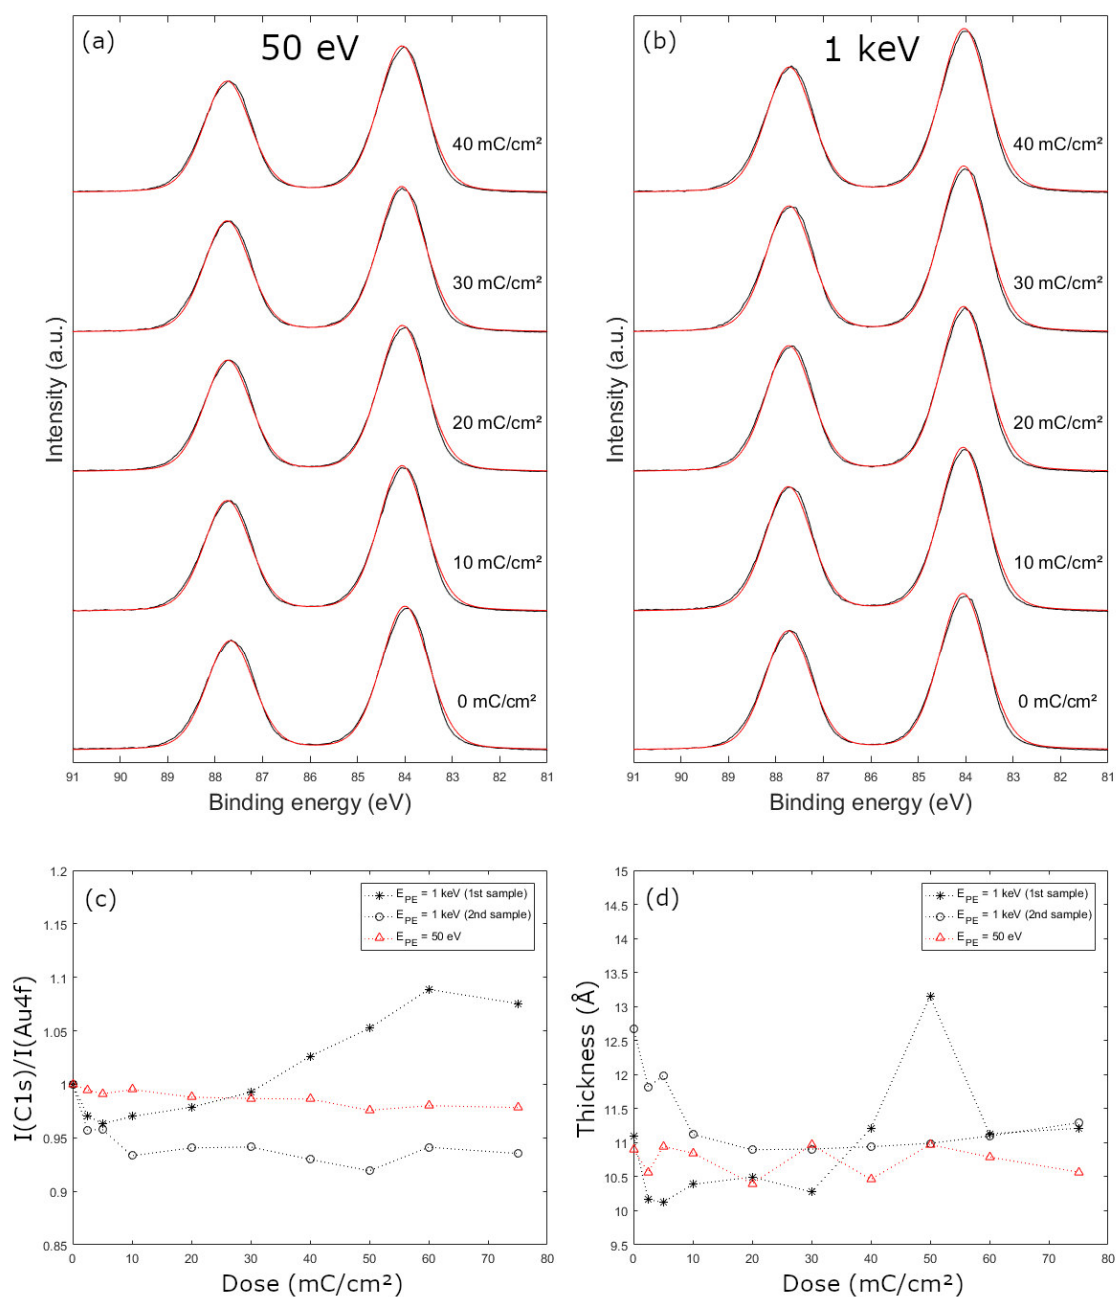 (a)
50 eV
40 mC/cm²
30 mC/cm²
20 mC/cm²
10 mC/cm²
0 mC/cm²
Intensity (a.u.)
91 90 89 88 87 86 85 84 83 82 81
Binding energy (eV)
(b)
1 keV
40 mC/cm²
30 mC/cm²
20 mC/cm²
10 mC/cm²
0 mC/cm²
Intensity (a.u.)
91 90 89 88 87 86 85 84 83 82 81
Binding energy (eV)
(c)
E_PE = 1 keV (1st sample)
E_PE = 1 keV (2nd sample)
E_PE = 50 eV
I(C1s)/I(Au4f)
1.2
1.15
1.1
1.05
1
0.95
0.9
0.85
0 10 20 30 40 50 60 70 80
Dose (mC/cm²)
(d)
E_PE = 1 keV (1st sample)
E_PE = 1 keV (2nd sample)
E_PE = 50 eV
Thickness (Å)
15
14.5
14
13.5
13
12.5
12
11.5
11
10.5
10
9.5
0 10 20 30 40 50 60 70 80
Dose (mC/cm²)